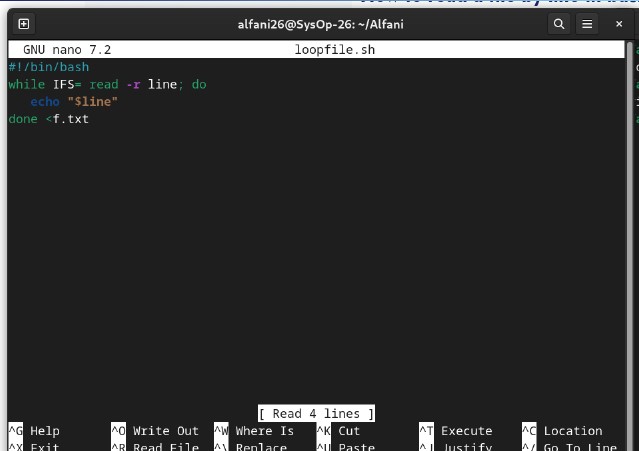 alfani26@SysOp-26: ~/Alfani
GNU nano 7.2 loopfile.sh
#!/bin/bash
while IFS= read -r line; do
   echo "$line"
done <f.txt
[ Read 4 lines ]
^G Help ^O Write Out ^W Where Is ^K Cut ^T Execute ^C Location
^X Exit ^R Read File ^\ Replace ^U Paste ^J Justify ^/ Go To Line